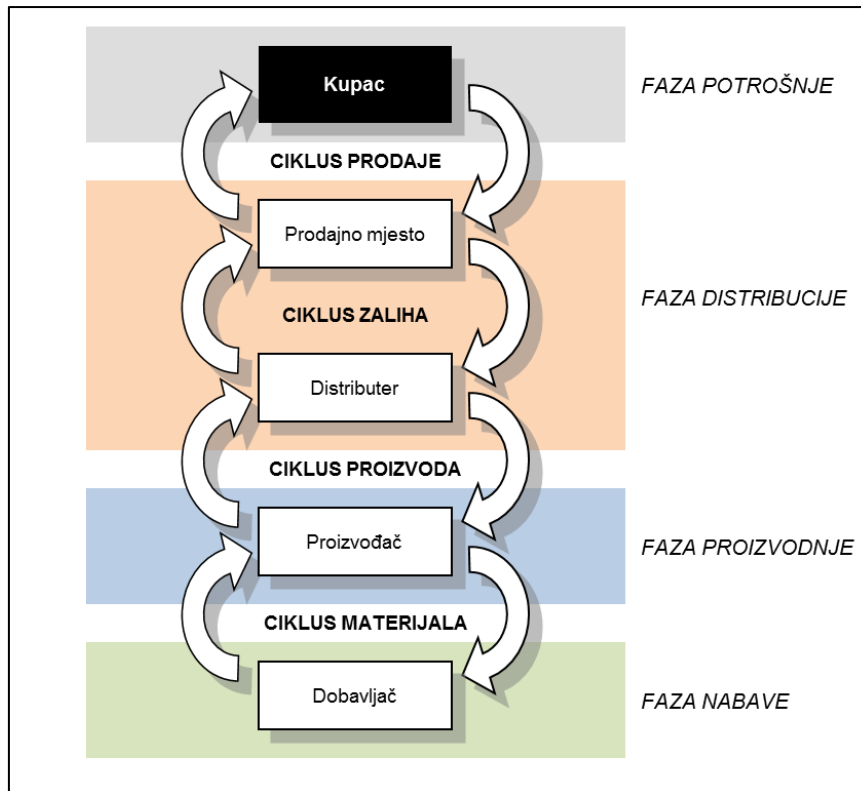 Kupac
FAZA POTROŠNJE
CIKLUS PRODAJE
Prodajno mjesto
FAZA DISTRIBUCIJE
CIKLUS ZALIHA
Distributer
CIKLUS PROIZVODA
Proizvođač
FAZA PROIZVODNJE
CIKLUS MATERIJALA
Dobavljač
FAZA NABAVE